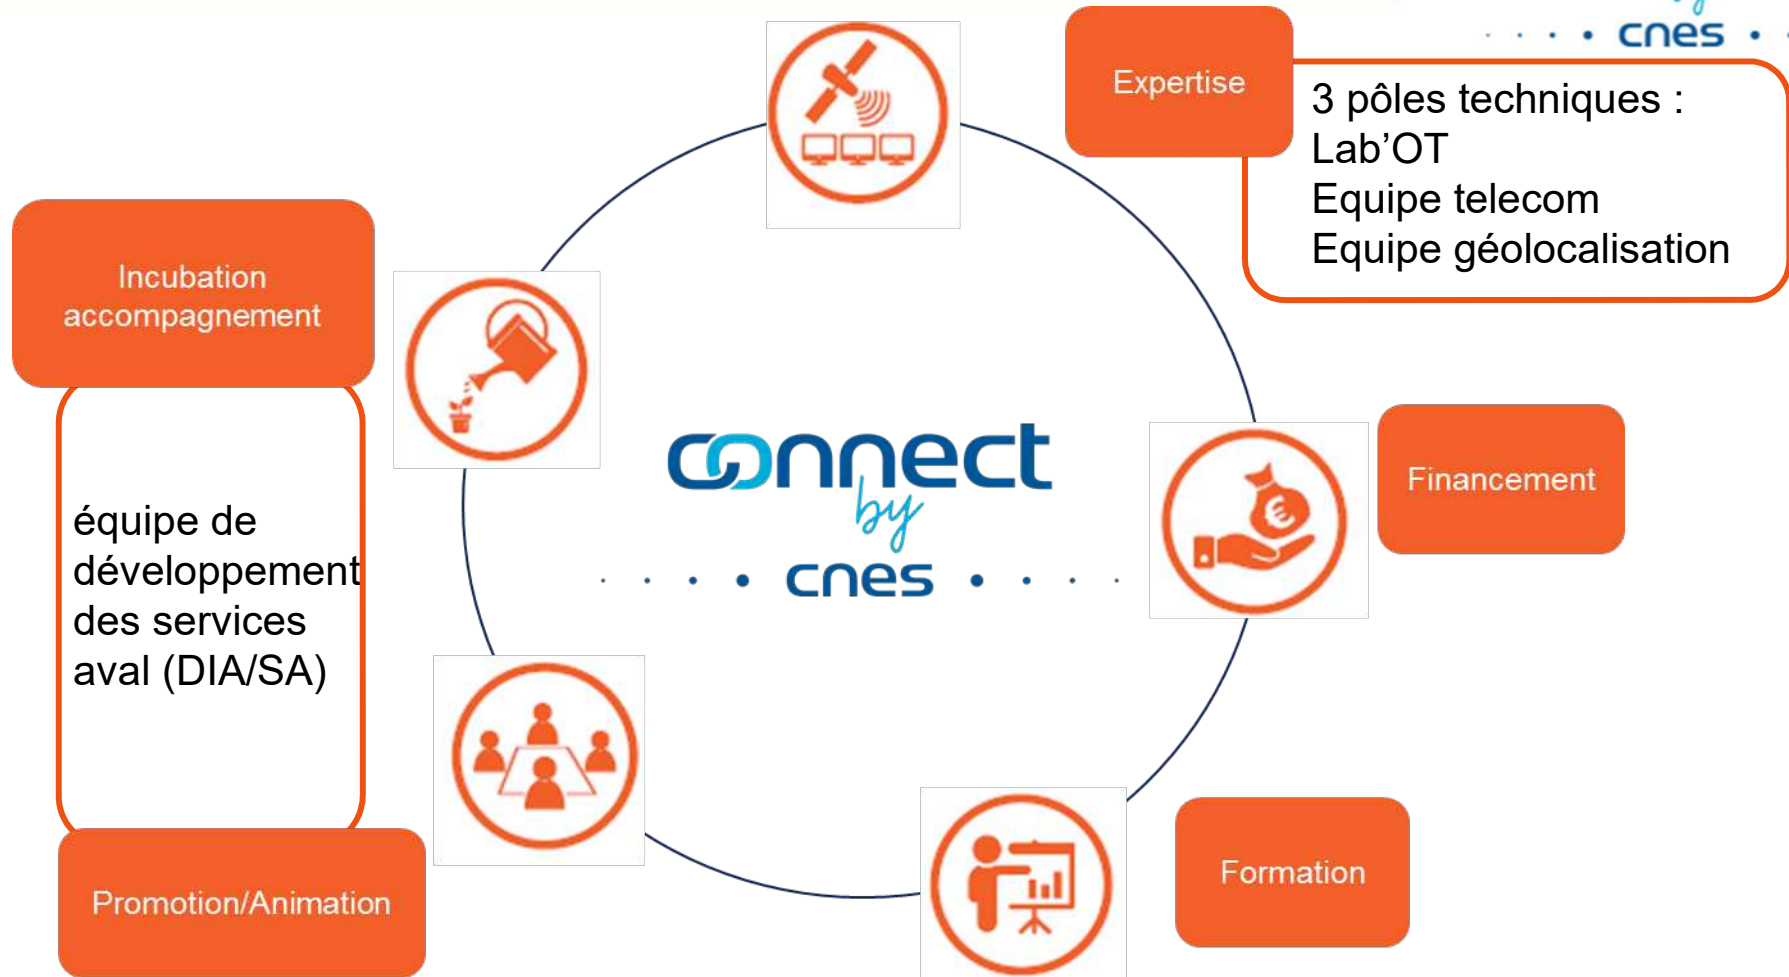 by
cnes
Expertise
3 pôles techniques :
Lab’OT
Equipe telecom
Equipe géolocalisation
Incubation
accompagnement
équipe de
développement
des services
aval (DIA/SA)
Promotion/Animation
connect
by
cnes
Financement
Formation